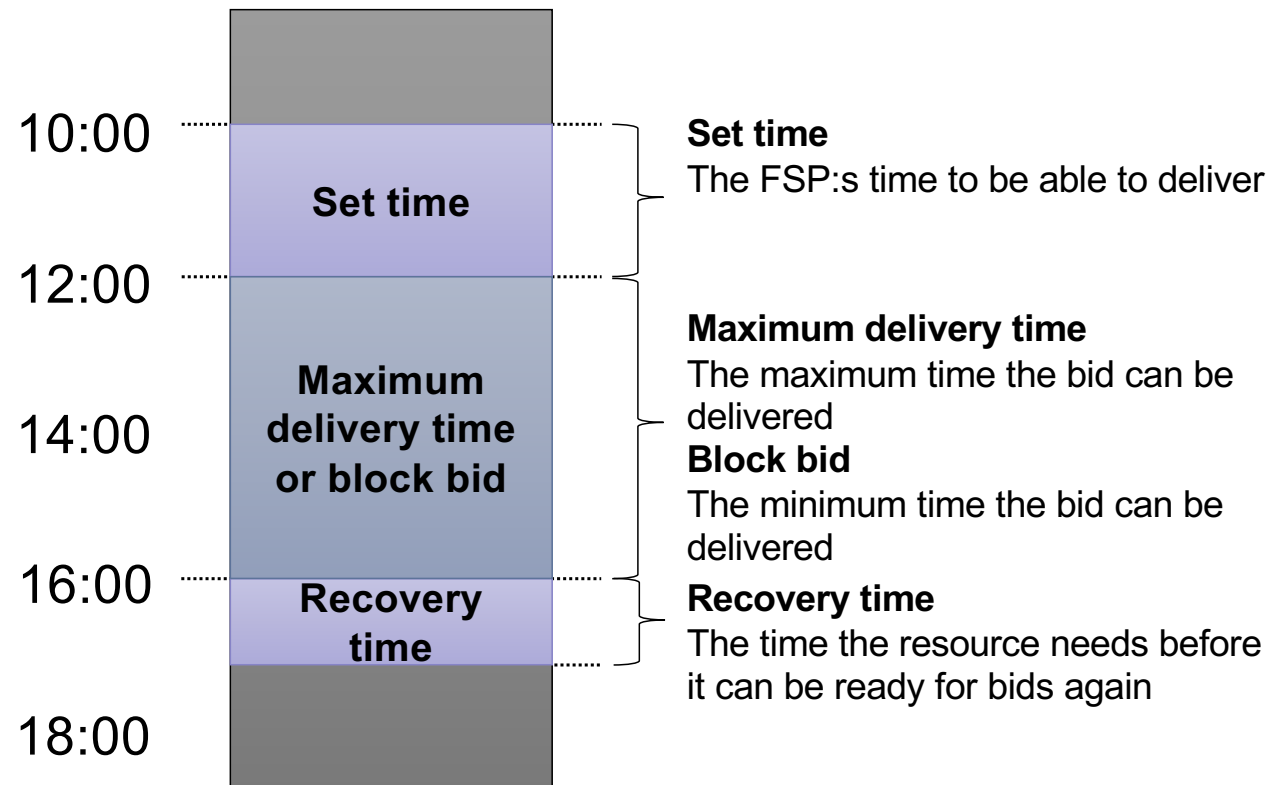 10:00
Set time
12:00
Maximum
delivery time
or block bid
14:00
16:00
Recovery
time
18:00
Set time
The FSP:s time to be able to deliver
Maximum delivery time
The maximum time the bid can be
delivered
Block bid
The minimum time the bid can be
delivered
Recovery time
The time the resource needs before
it can be ready for bids again